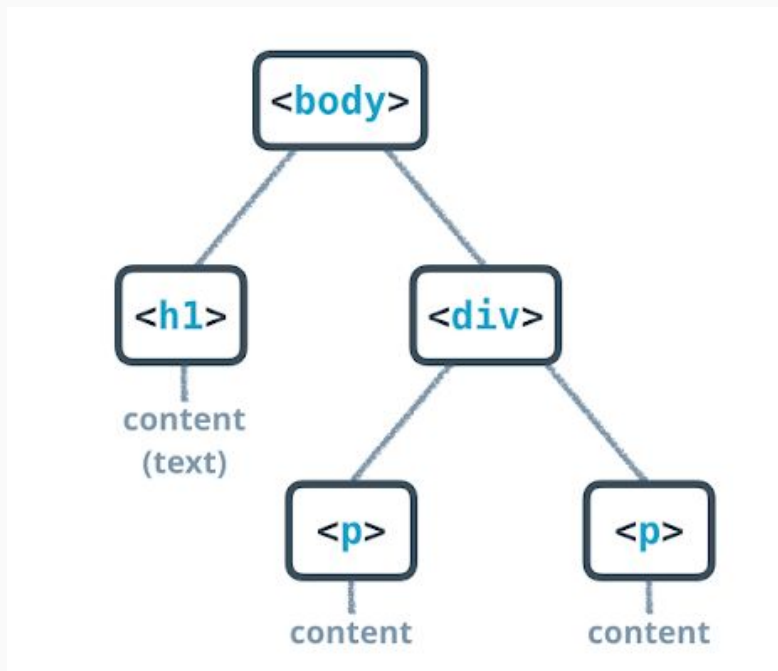 <body>
<h1>
<div>
content
(text)
<p>
<p>
content
content